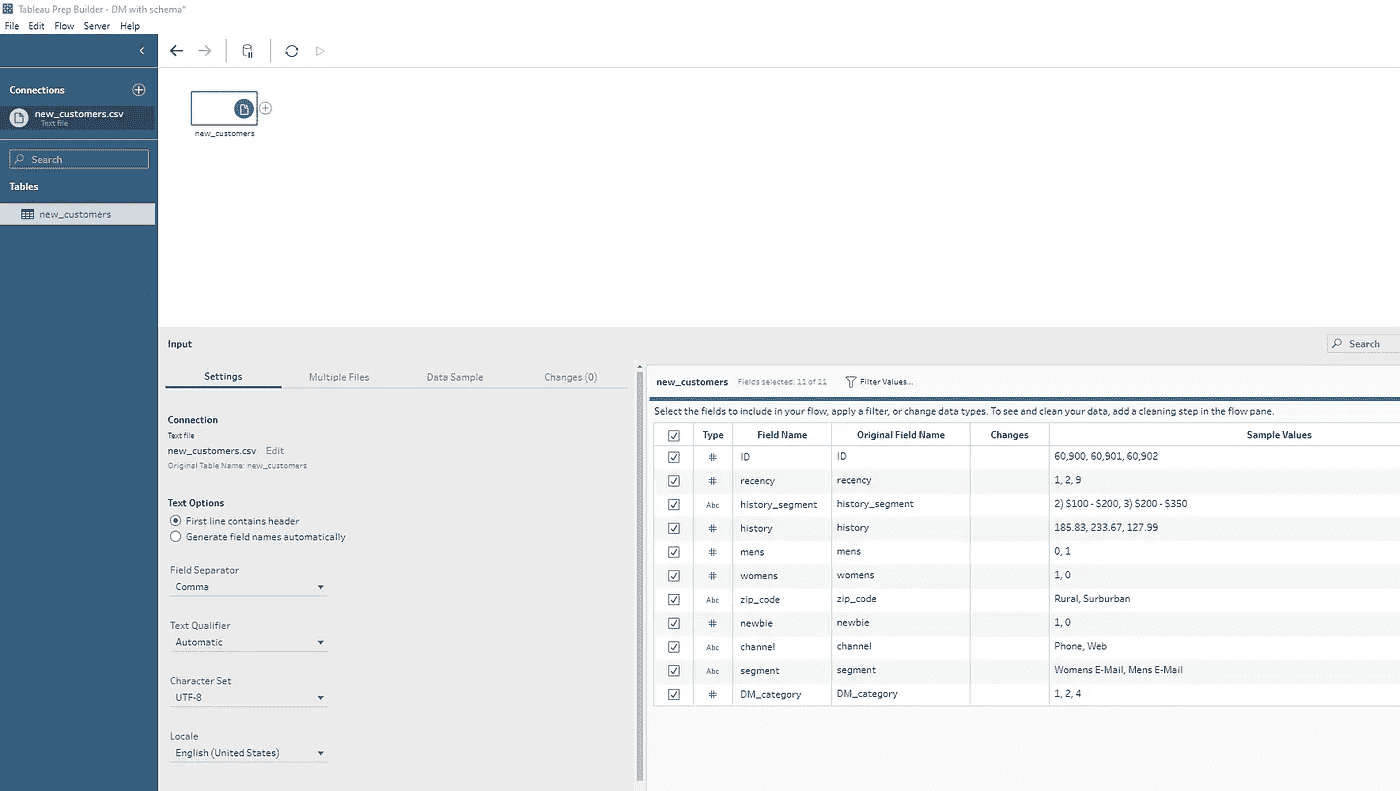 Tableau Prep Builder - DM with schema*
File Edit Flow Server Help
Connections
new_customers.csv
Text file
Search
Tables
new_customers
new_customers
Input
Search
Settings Multiple Files Data Sample Changes (0)
Connection
Text file
new_customers.csv Edit
Original Table Name: new_customers
Text Options
First line contains header
Generate field names automatically
Field Separator
Comma
Text Qualifier
Automatic
Character Set
UTF-8
Locale
English (United States)
new_customers Fields selected: 11 of 11 Filter Values...
Select the fields to include in your flow, apply a filter, or change data types. To see and clean your data, add a cleaning step in the flow pane.
Type Field Name Original Field Name Changes Sample Values
# ID ID 60,900, 60,901, 60,902
# recency recency 1, 2, 9
Abc history_segment history_segment 2) $100 - $200, 3) $200 - $350
# history history 185.83, 233.67, 127.99
# mens mens 0, 1
# womens womens 1, 0
Abc zip_code zip_code Rural, Surburban
# newbie newbie 1, 0
Abc channel channel Phone, Web
Abc segment segment Womens E-Mail, Mens E-Mail
# DM_category DM_category 1, 2, 4